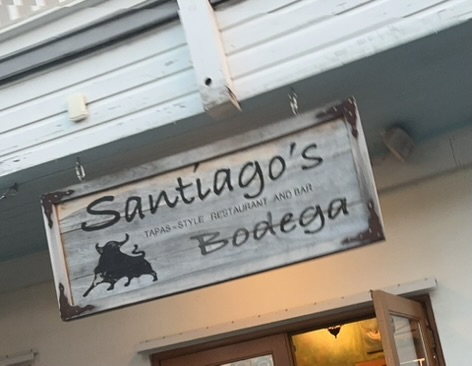 Santiago's
TAPAS-STYLE RESTAURANT AND BAR
Bodega